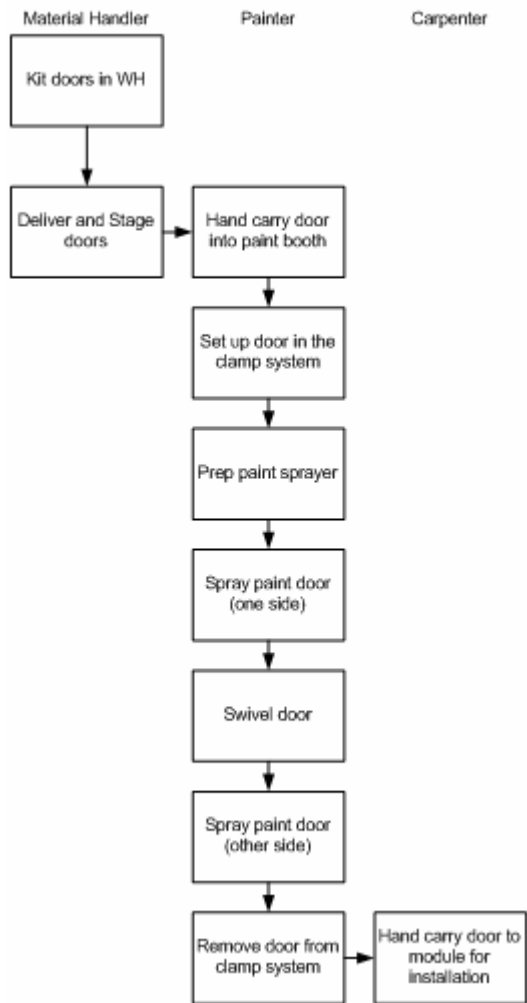 Material Handler
Painter
Carpenter
Kit doors in WH
Deliver and Stage
doors
Hand carry door
into paint booth
Set up door in the
clamp system
Prep paint sprayer
Spray paint door
(one side)
Swivel door
Spray paint door
(other side)
Remove door from
clamp system
Hand carry door to
module for
installation